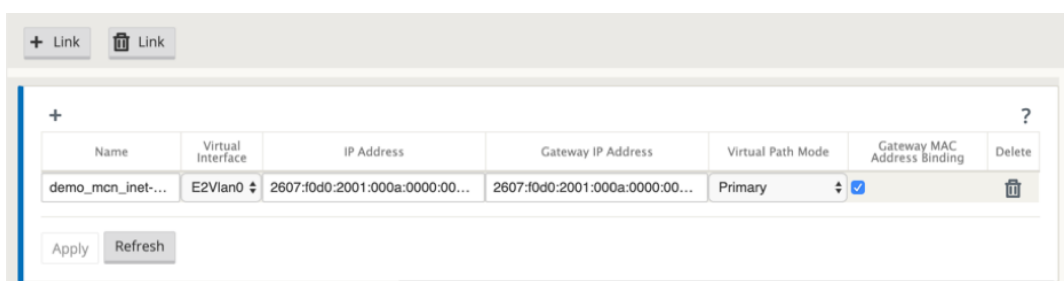 + Link Link
+ ?
Name Virtual Interface IP Address Gateway IP Address Virtual Path Mode Gateway MAC Address Binding Delete
demo_mcn_inet-... E2Vlan0 2607:f0d0:2001:000a:0000:00... 2607:f0d0:2001:000a:0000:00... Primary
Apply Refresh